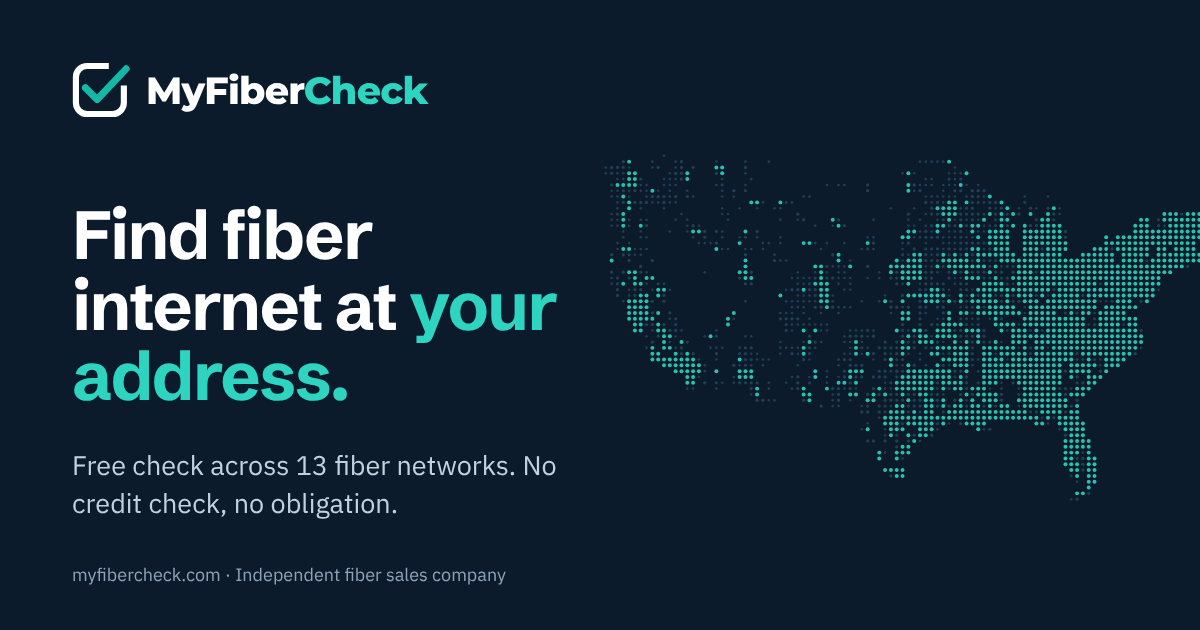 MyFiberCheck
Find fiber
internet at your
address.
Free check across 13 fiber networks. No
credit check, no obligation.
myfibercheck.com · Independent fiber sales company